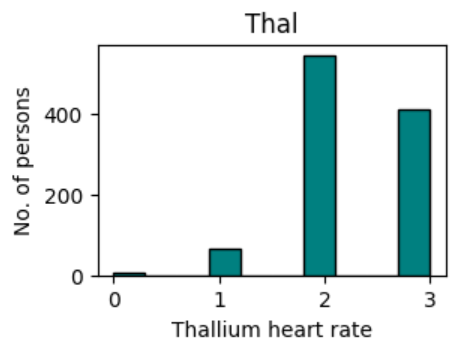 Thal
No. of persons
400
200
0
0 1 2 3
Thallium heart rate